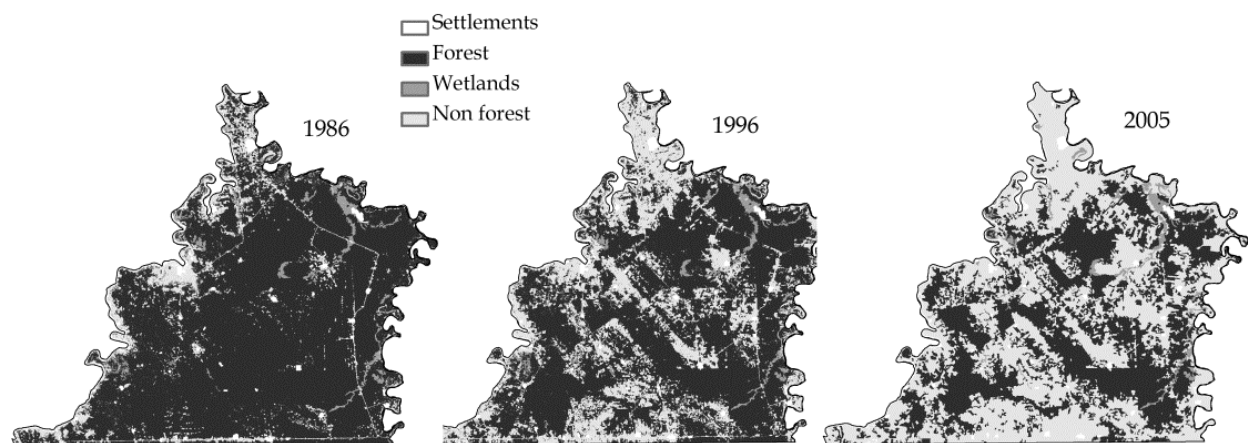 Settlements
Forest
Wetlands
Non forest
1986
1996
2005